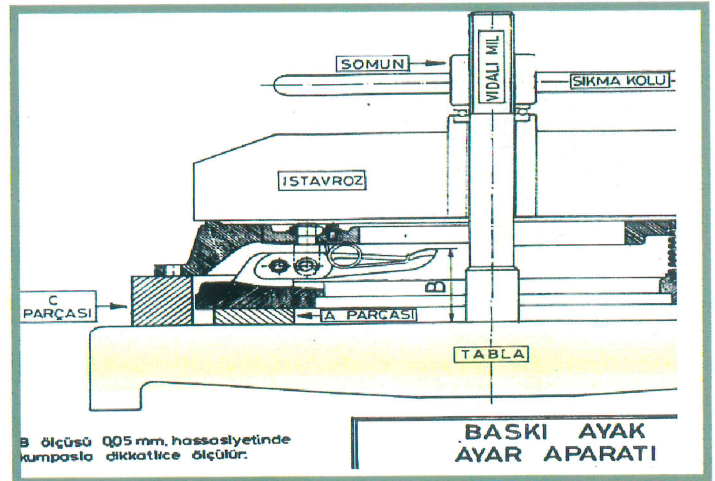 SOMUN
VIDALI MİL
SIKMA KOLU
ISTAVROZ
B
C
PARÇASI
A PARÇASI
TABLA
B ölçüsü 0,05 mm. hassasiyetinde
kumpasla dikkatlice ölçülür.
BASKI AYAK
AYAR APARATI